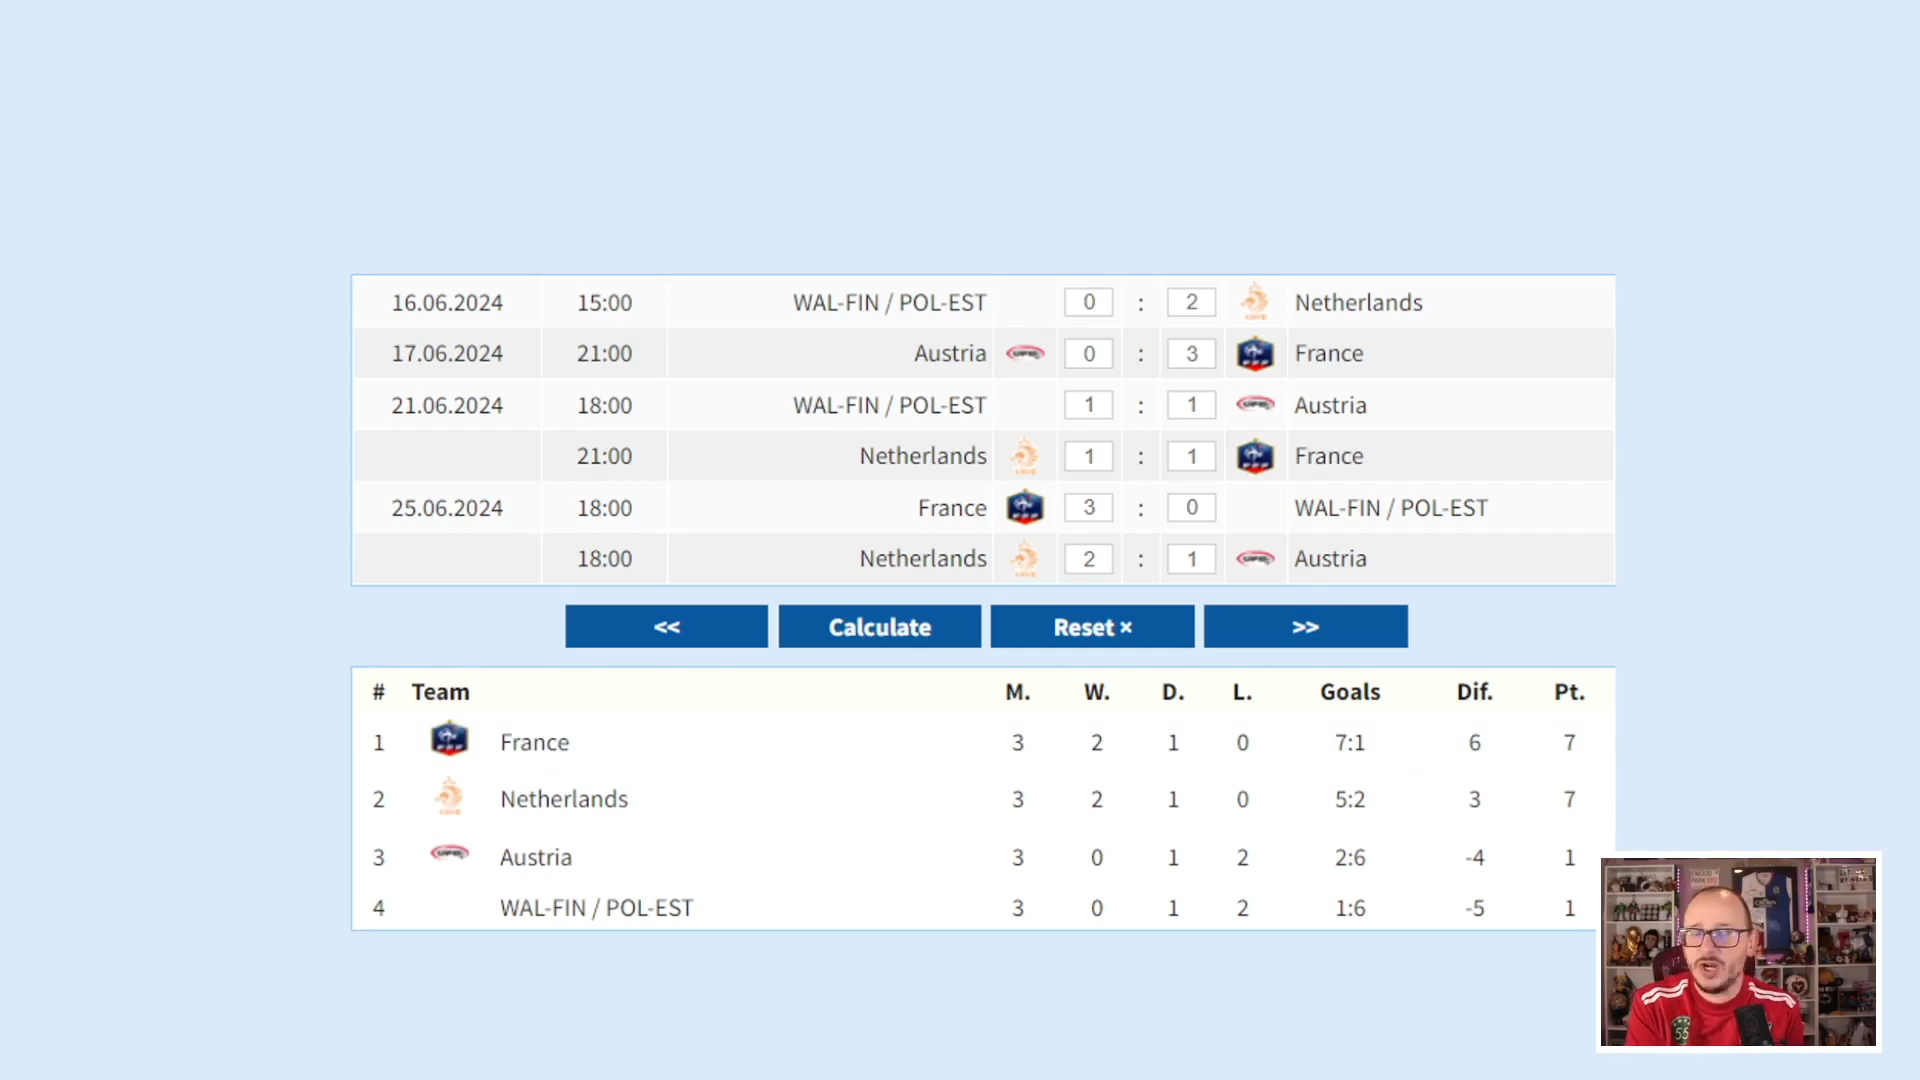 16.06.2024 15:00 WAL-FIN / POL-EST 0 : 2 Netherlands
17.06.2024 21:00 Austria 0 : 3 France
21.06.2024 18:00 WAL-FIN / POL-EST 1 : 1 Austria
21:00 Netherlands 1 : 1 France
25.06.2024 18:00 France 3 : 0 WAL-FIN / POL-EST
18:00 Netherlands 2 : 1 Austria
<< Calculate Reset × >>
# Team M. W. D. L. Goals Dif. Pt.
1 France 3 2 1 0 7:1 6 7
2 Netherlands 3 2 1 0 5:2 3 7
3 Austria 3 0 1 2 2:6 -4 1
4 WAL-FIN / POL-EST 3 0 1 2 1:6 -5 1
55